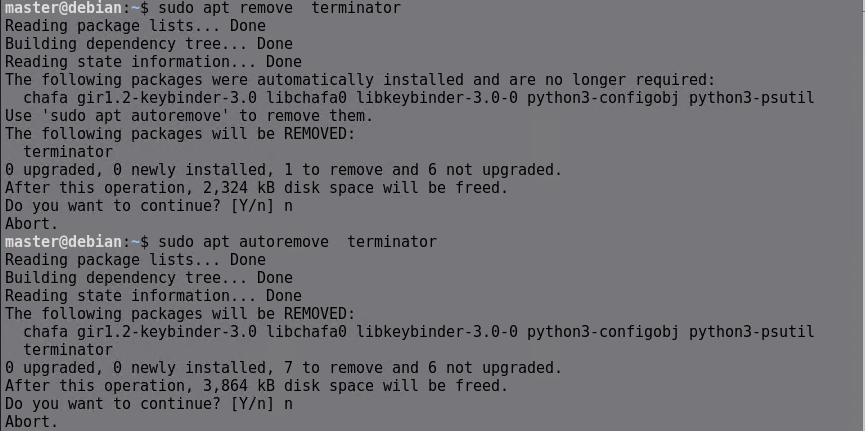 master@debian:~$ sudo apt remove  terminator
Reading package lists... Done
Building dependency tree... Done
Reading state information... Done
The following packages were automatically installed and are no longer required:
  chafa gir1.2-keybinder-3.0 libchafa0 libkeybinder-3.0-0 python3-configobj python3-psutil
Use 'sudo apt autoremove' to remove them.
The following packages will be REMOVED:
  terminator
0 upgraded, 0 newly installed, 1 to remove and 6 not upgraded.
After this operation, 2,324 kB disk space will be freed.
Do you want to continue? [Y/n] n
Abort.
master@debian:~$ sudo apt autoremove  terminator
Reading package lists... Done
Building dependency tree... Done
Reading state information... Done
The following packages will be REMOVED:
  chafa gir1.2-keybinder-3.0 libchafa0 libkeybinder-3.0-0 python3-configobj python3-psutil
  terminator
0 upgraded, 0 newly installed, 7 to remove and 6 not upgraded.
After this operation, 3,864 kB disk space will be freed.
Do you want to continue? [Y/n] n
Abort.